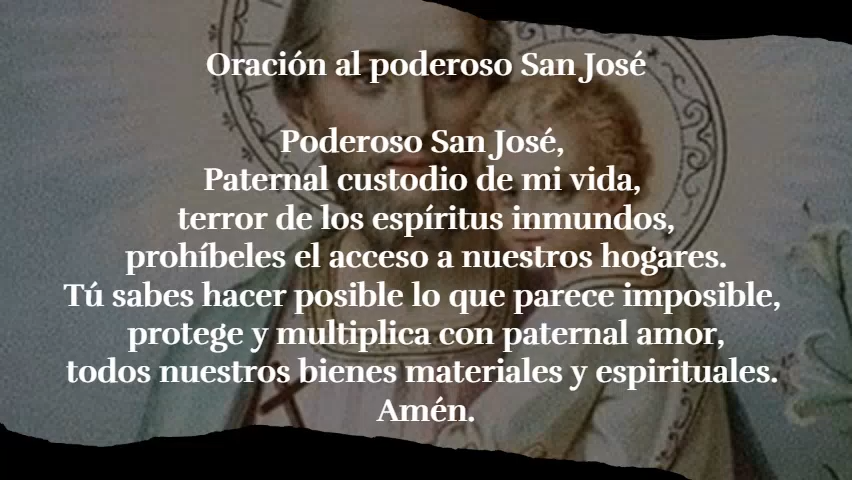 Oración al poderoso San José
Poderoso San José,
Paternal custodio de mi vida,
terror de los espíritus inmundos,
prohíbeles el acceso a nuestros hogares.
Tú sabes hacer posible lo que parece imposible,
protege y multiplica con paternal amor,
todos nuestros bienes materiales y espirituales.
Amén.